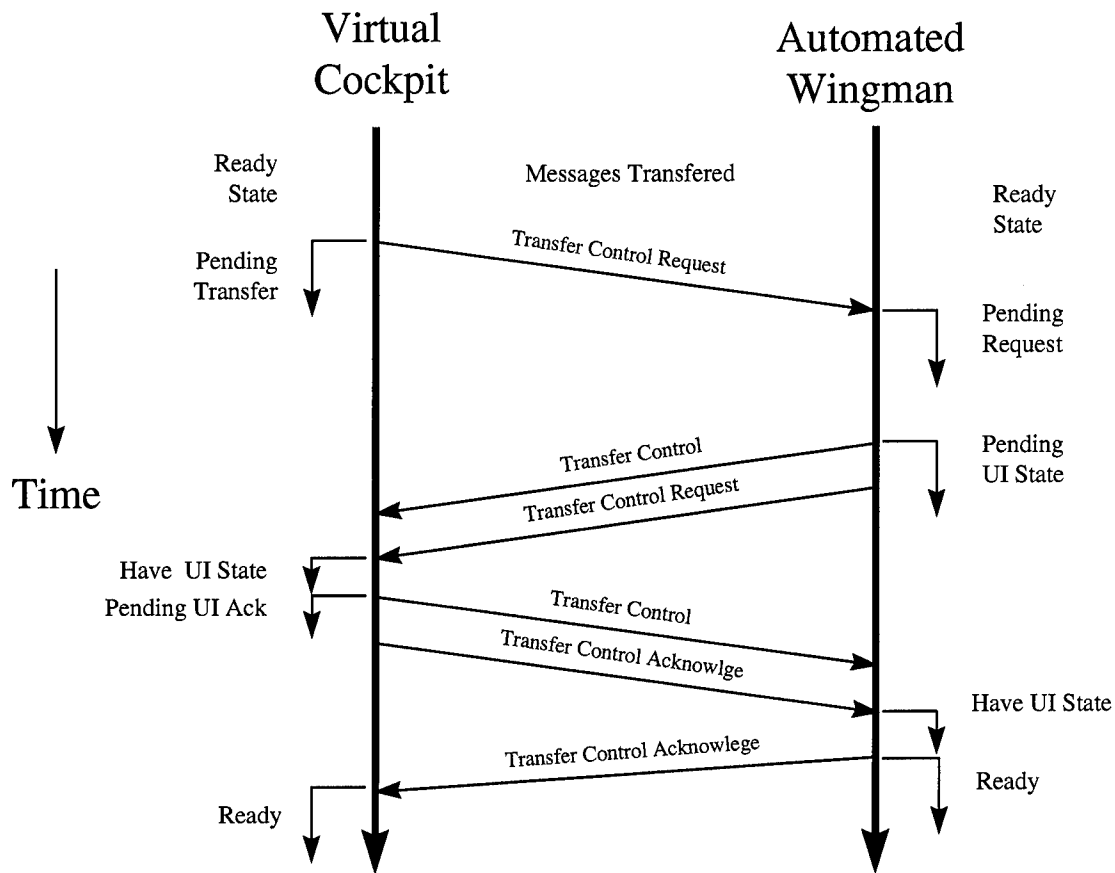 Virtual
Cockpit
Automated
Wingman
Ready
State
Messages Transfered
Ready
State
Transfer Control Request
Pending
Transfer
Pending
Request
Time
Transfer Control
Pending
UI State
Transfer Control Request
Have UI State
Pending UI Ack
Transfer Control
Transfer Control Acknowlge
Have UI State
Transfer Control Acknowlege
Ready
Ready